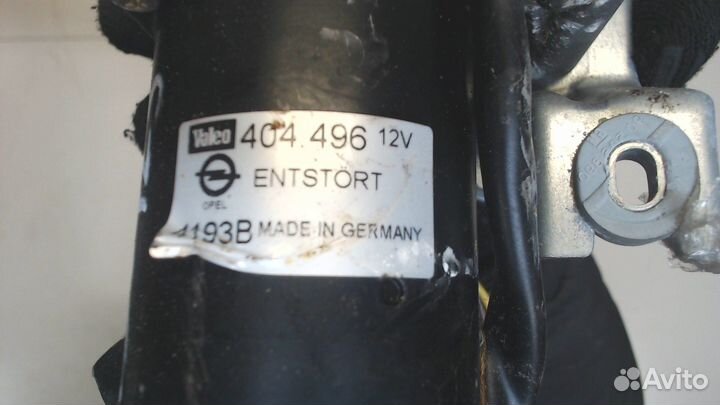 Valeo 404 496 12V
ENTSTÖRT
OPEL
4193B MADE IN GERMANY
Avito